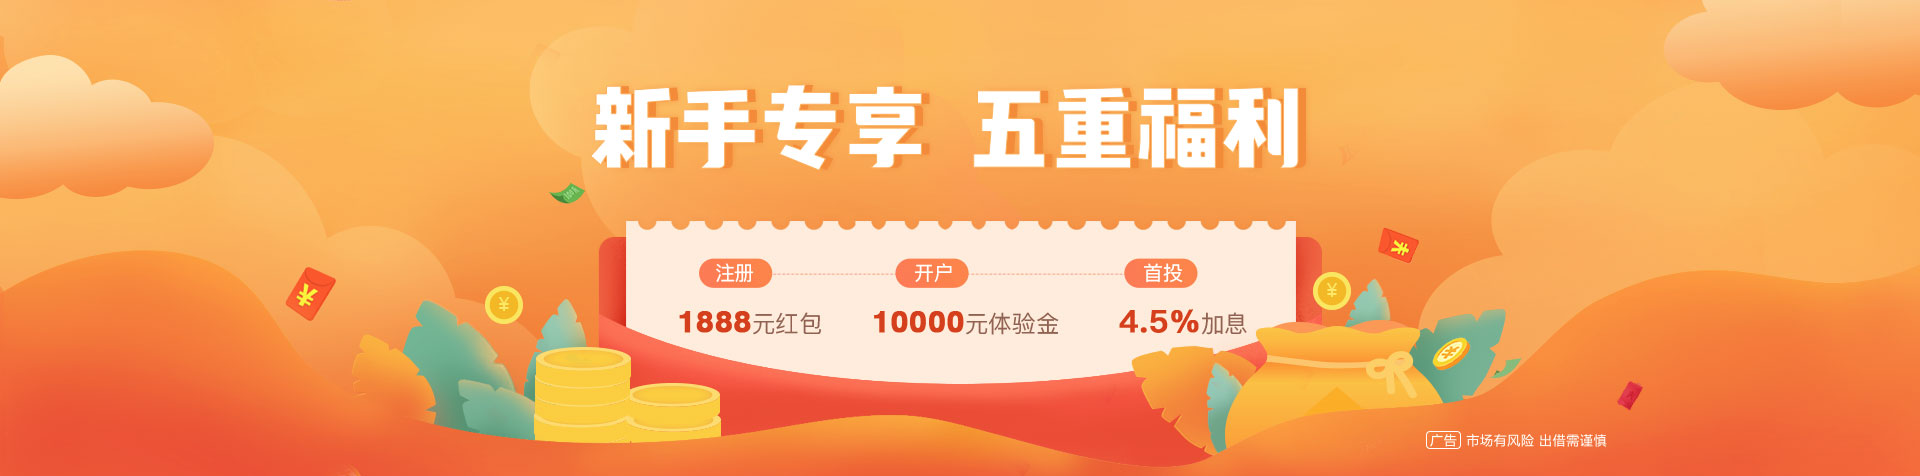 新手专享 五重福利
注册 开户 首投
1888元红包 10000元体验金 4.5%加息
广告 市场有风险 出借需谨慎